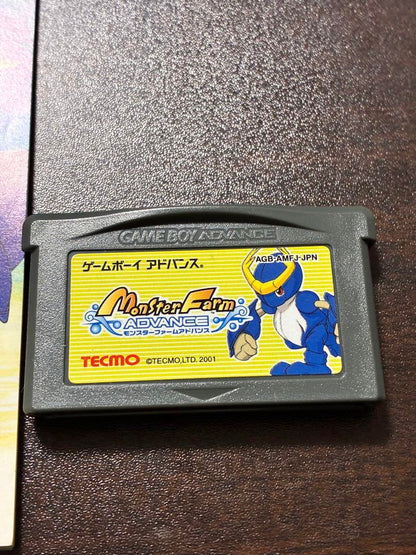 GAME BOY ADVANCE
ゲームボーイ アドバンス®
AGB-AMFJ-JPN
Monster Farm
ADVANCE
モンスターファームアドバンス
TECMO ©TECMO,LTD. 2001